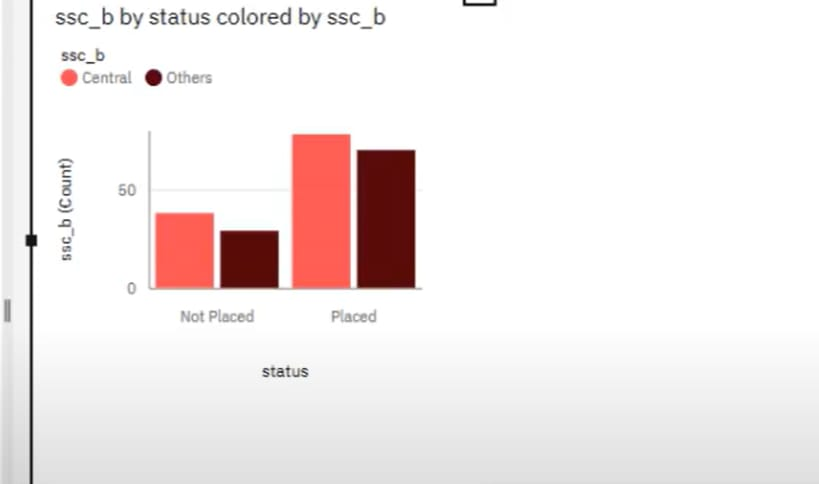 ssc_b by status colored by ssc_b
ssc_b
Central Others
ssc_b (Count)
50
0
Not Placed Placed
status